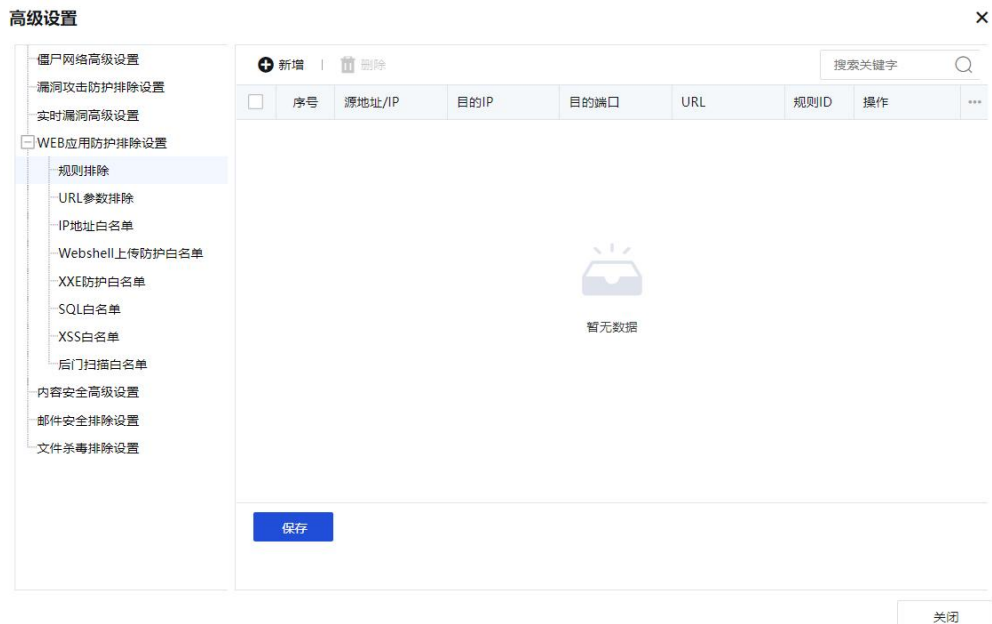 高级设置
僵尸网络高级设置
漏洞攻击防护排除设置
实时漏洞高级设置
WEB应用防护排除设置
规则排除
URL参数排除
IP地址白名单
Webshell上传防护白名单
XXE防护白名单
SQL白名单
XSS白名单
后门扫描白名单
内容安全高级设置
邮件安全排除设置
文件杀毒排除设置
新增 | 删除 搜索关键字
序号 源地址/IP 目的IP 目的端口 URL 规则ID 操作
暂无数据
保存
关闭